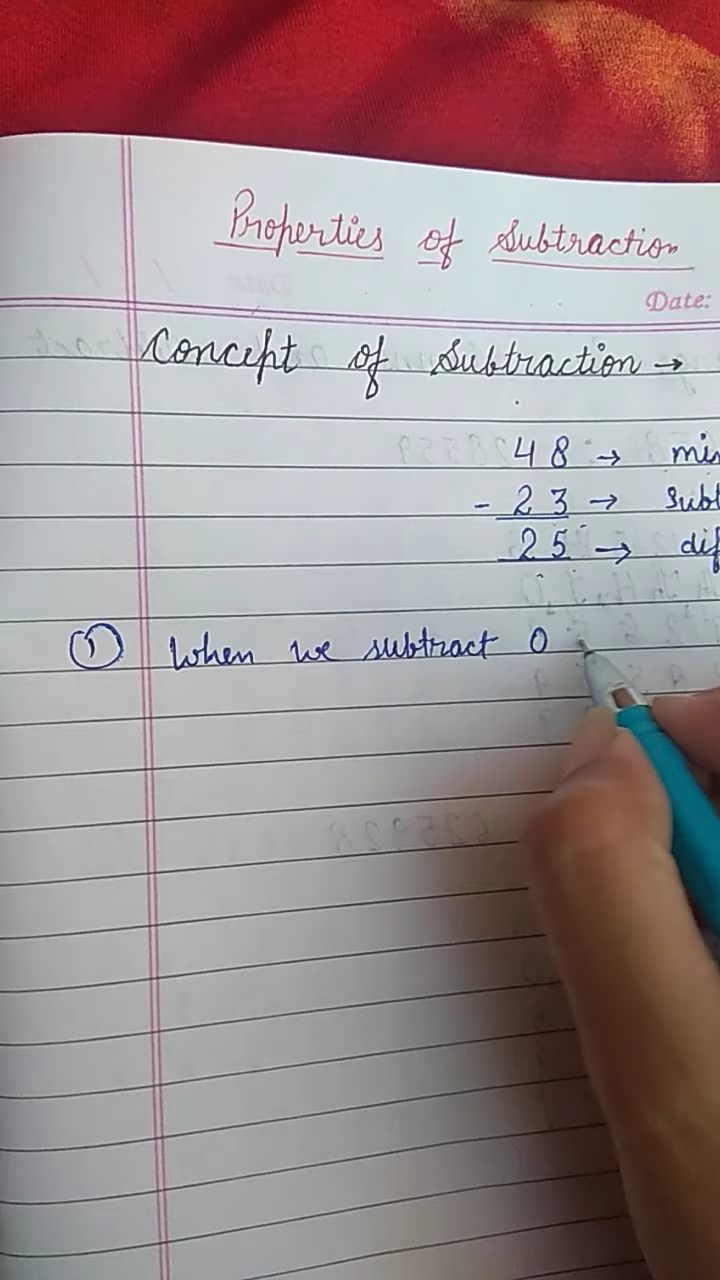 Properties of Subtraction
Date:
Concept of Subtraction →
48 →
- 23 →
25 →
① When we subtract 0